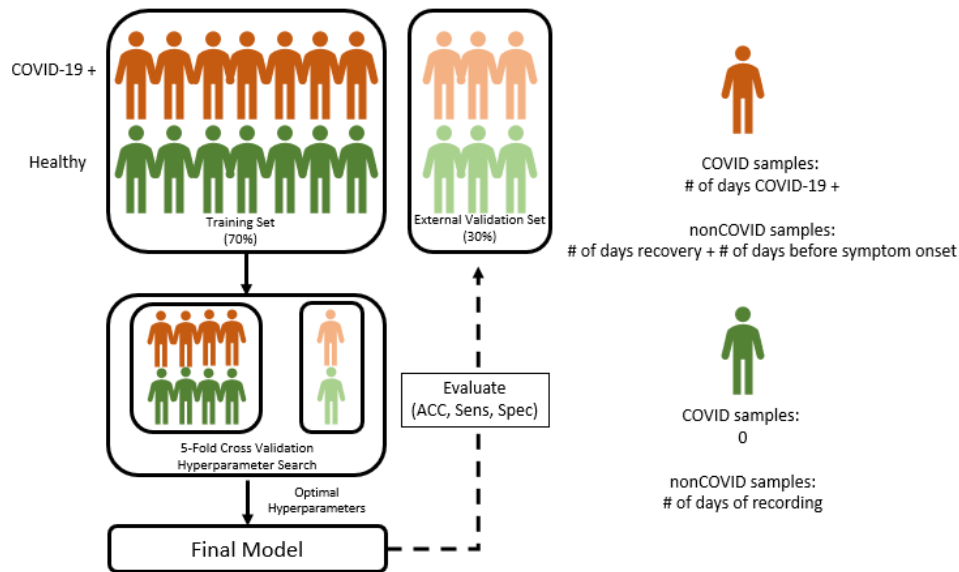 COVID-19 +
Healthy
Training Set
(70%)
External Validation Set
(30%)
5-Fold Cross Validation
Hyperparameter Search
Optimal
Hyperparameters
Final Model
Evaluate
(ACC, Sens, Spec)
COVID samples:
# of days COVID-19 +
nonCOVID samples:
# of days recovery + # of days before symptom onset
COVID samples:
0
nonCOVID samples:
# of days of recording